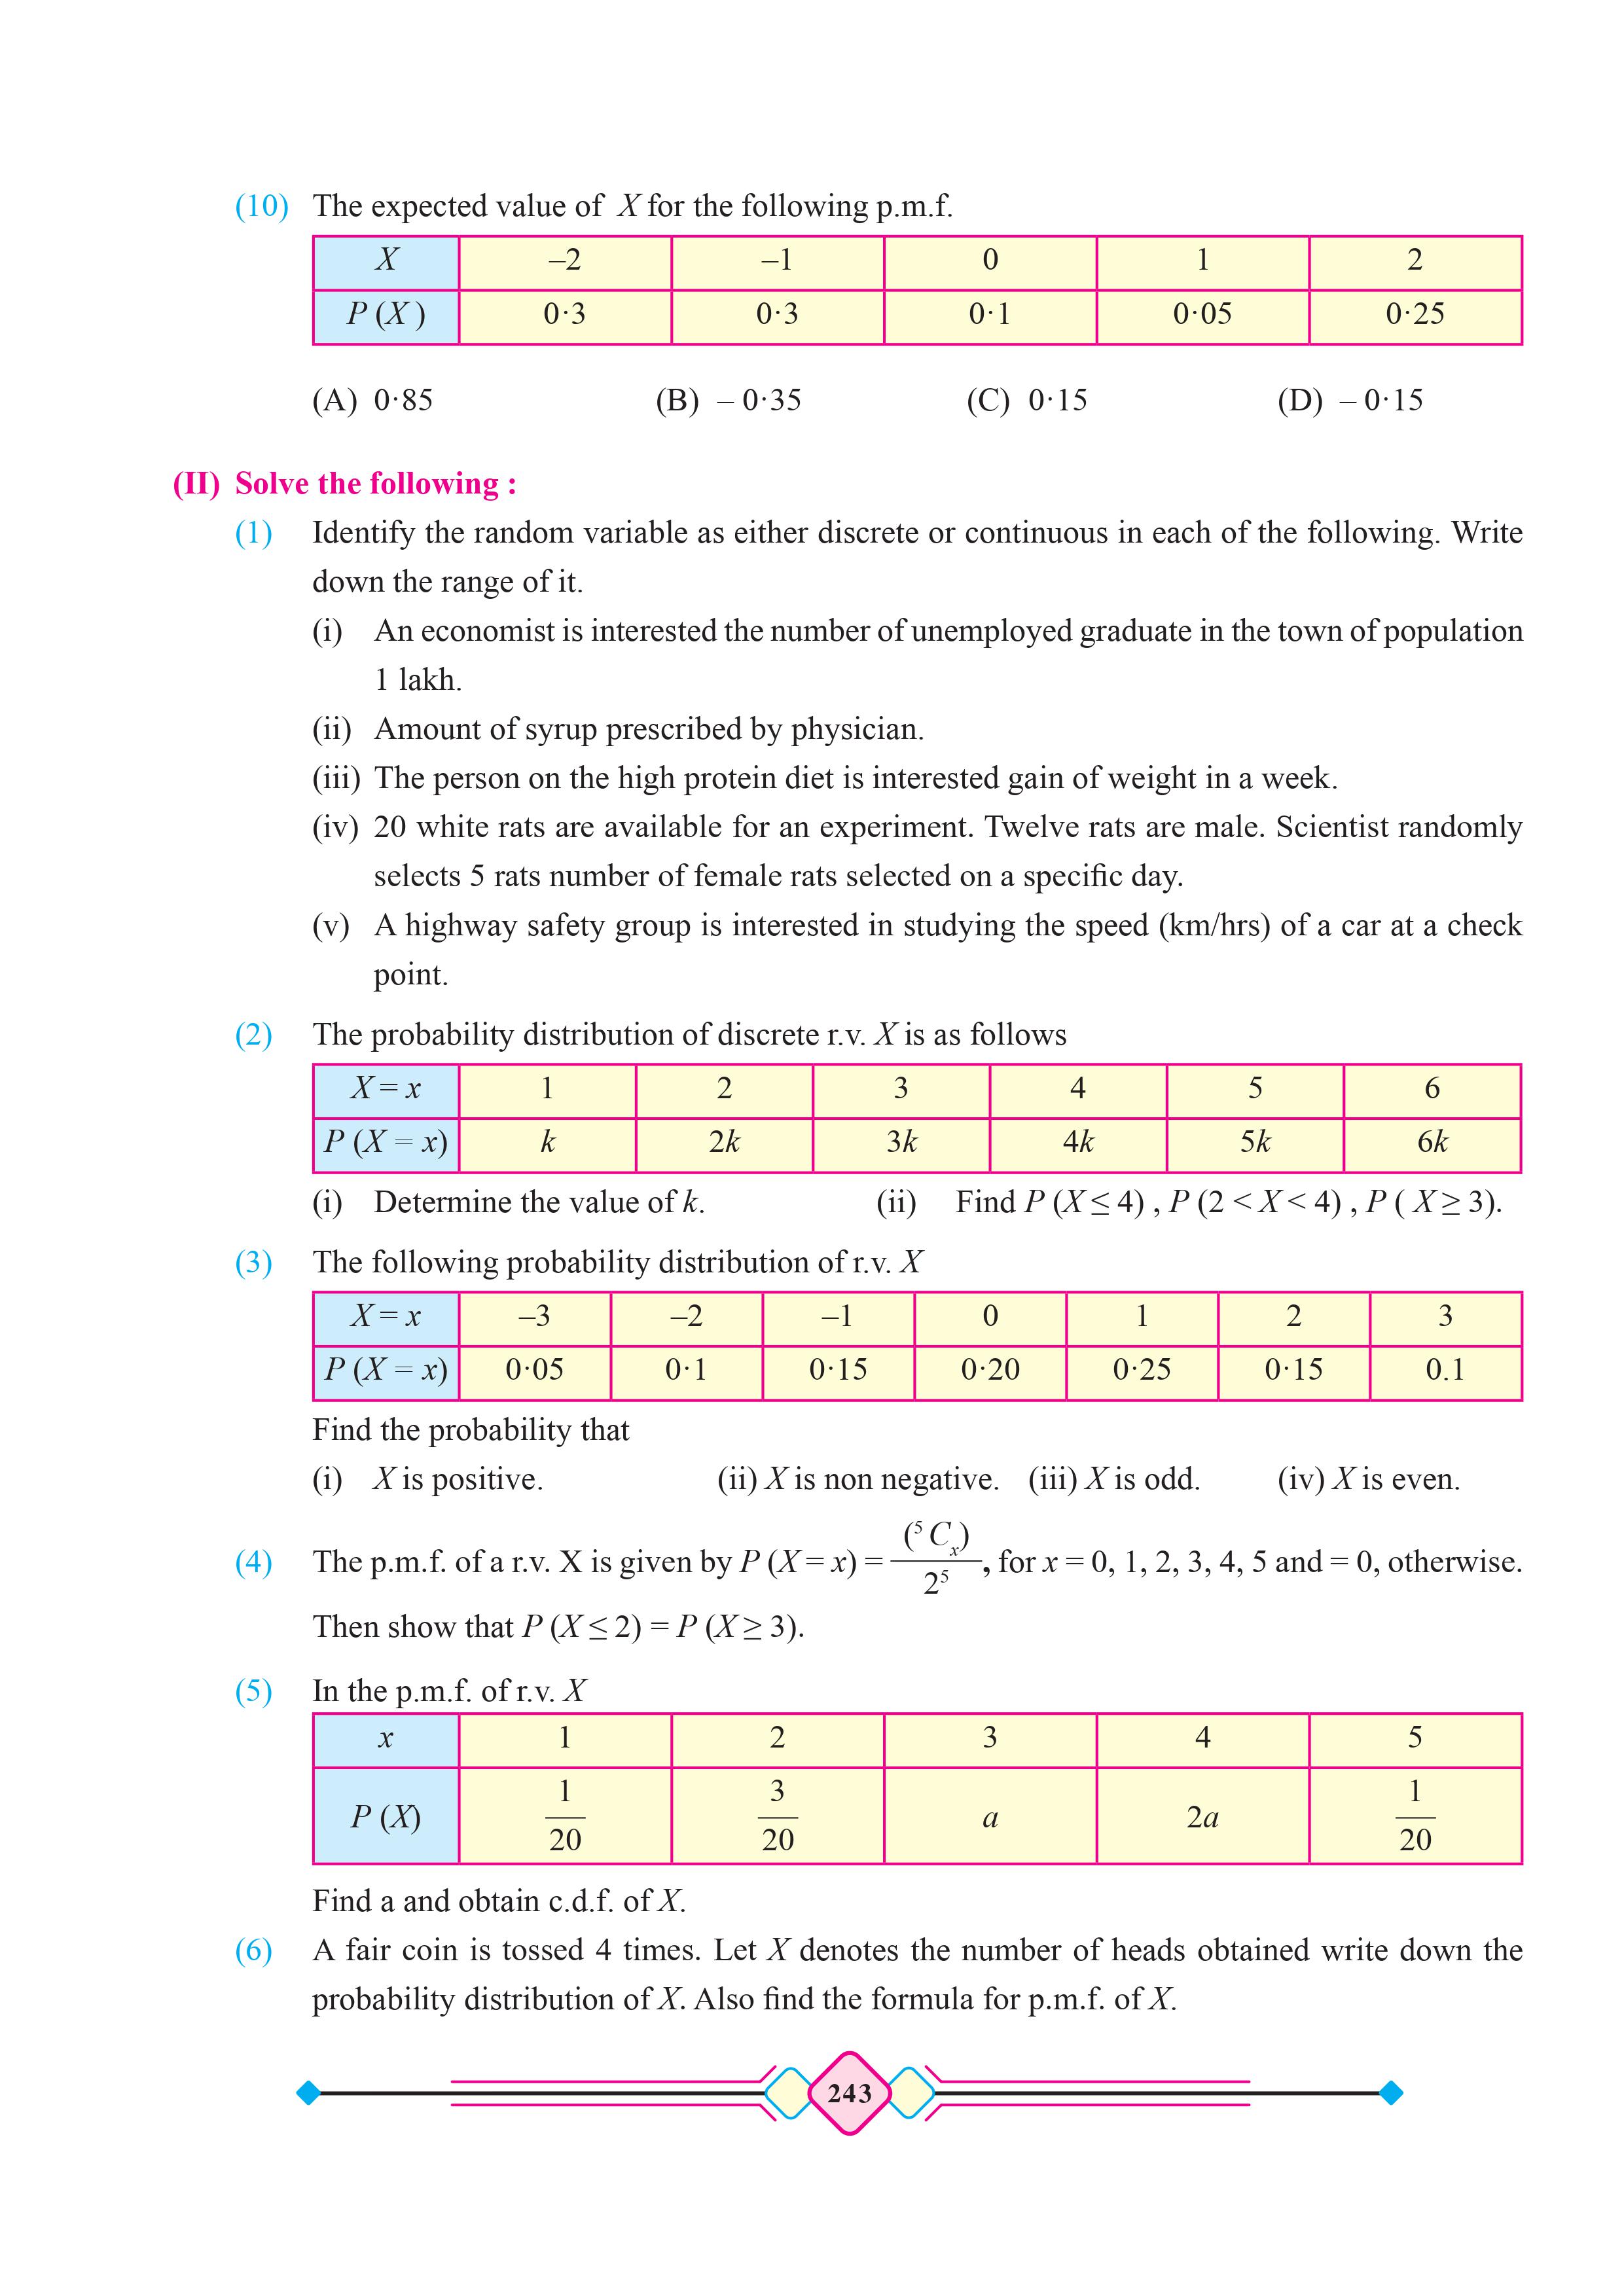 (10) The expected value of X for the following p.m.f.
X –2 –1 0 1 2
P (X ) 0·3 0·3 0·1 0·05 0·25
(A) 0·85 (B) – 0·35 (C) 0·15 (D) – 0·15
(II) Solve the following :
(1) Identify the random variable as either discrete or continuous in each of the following. Write
down the range of it.
(i) An economist is interested the number of unemployed graduate in the town of population
1 lakh.
(ii) Amount of syrup prescribed by physician.
(iii) The person on the high protein diet is interested gain of weight in a week.
(iv) 20 white rats are available for an experiment. Twelve rats are male. Scientist randomly
selects 5 rats number of female rats selected on a specific day.
(v) A highway safety group is interested in studying the speed (km/hrs) of a car at a check
point.
(2) The probability distribution of discrete r.v. X is as follows
X = x 1 2 3 4 5 6
P (X = x) k 2k 3k 4k 5k 6k
(i) Determine the value of k. (ii) Find P (X ≤ 4) , P (2 < X < 4) , P ( X ≥ 3).
(3) The following probability distribution of r.v. X
X = x –3 –2 –1 0 1 2 3
P (X = x) 0·05 0·1 0·15 0·20 0·25 0·15 0.1
Find the probability that
(i) X is positive. (ii) X is non negative. (iii) X is odd. (iv) X is even.
(4) The p.m.f. of a r.v. X is given by P (X = x) = (⁵ Cₓ) / 2⁵ , for x = 0, 1, 2, 3, 4, 5 and = 0, otherwise.
Then show that P (X ≤ 2) = P (X ≥ 3).
(5) In the p.m.f. of r.v. X
x 1 2 3 4 5
P (X) 1/20 3/20 a 2a 1/20
Find a and obtain c.d.f. of X.
(6) A fair coin is tossed 4 times. Let X denotes the number of heads obtained write down the
probability distribution of X. Also find the formula for p.m.f. of X.
243